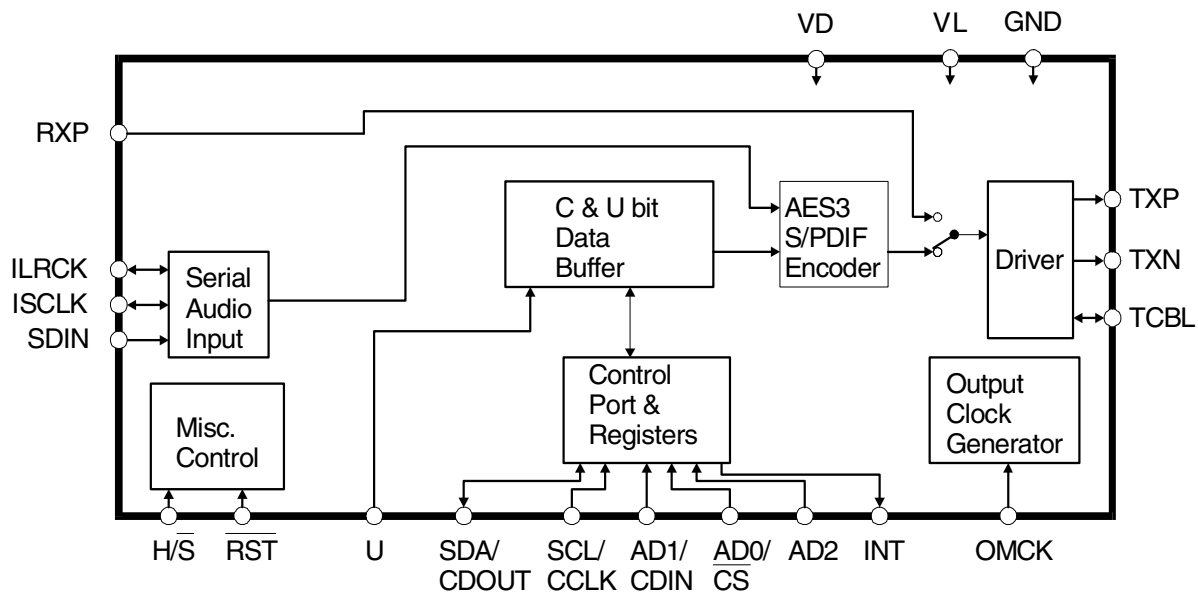 VD VL GND
RXP
C & U bit
Data
Buffer
AES3
S/PDIF
Encoder
Driver
TXP
TXN
TCBL
ILRCK
ISCLK
SDIN
Serial
Audio
Input
Misc.
Control
Control
Port &
Registers
Output
Clock
Generator
H/S̅
R̅S̅T̅
U
SDA/
CDOUT
SCL/
CCLK
AD1/
CDIN
AD0/
C̅S̅
AD2
INT
OMCK